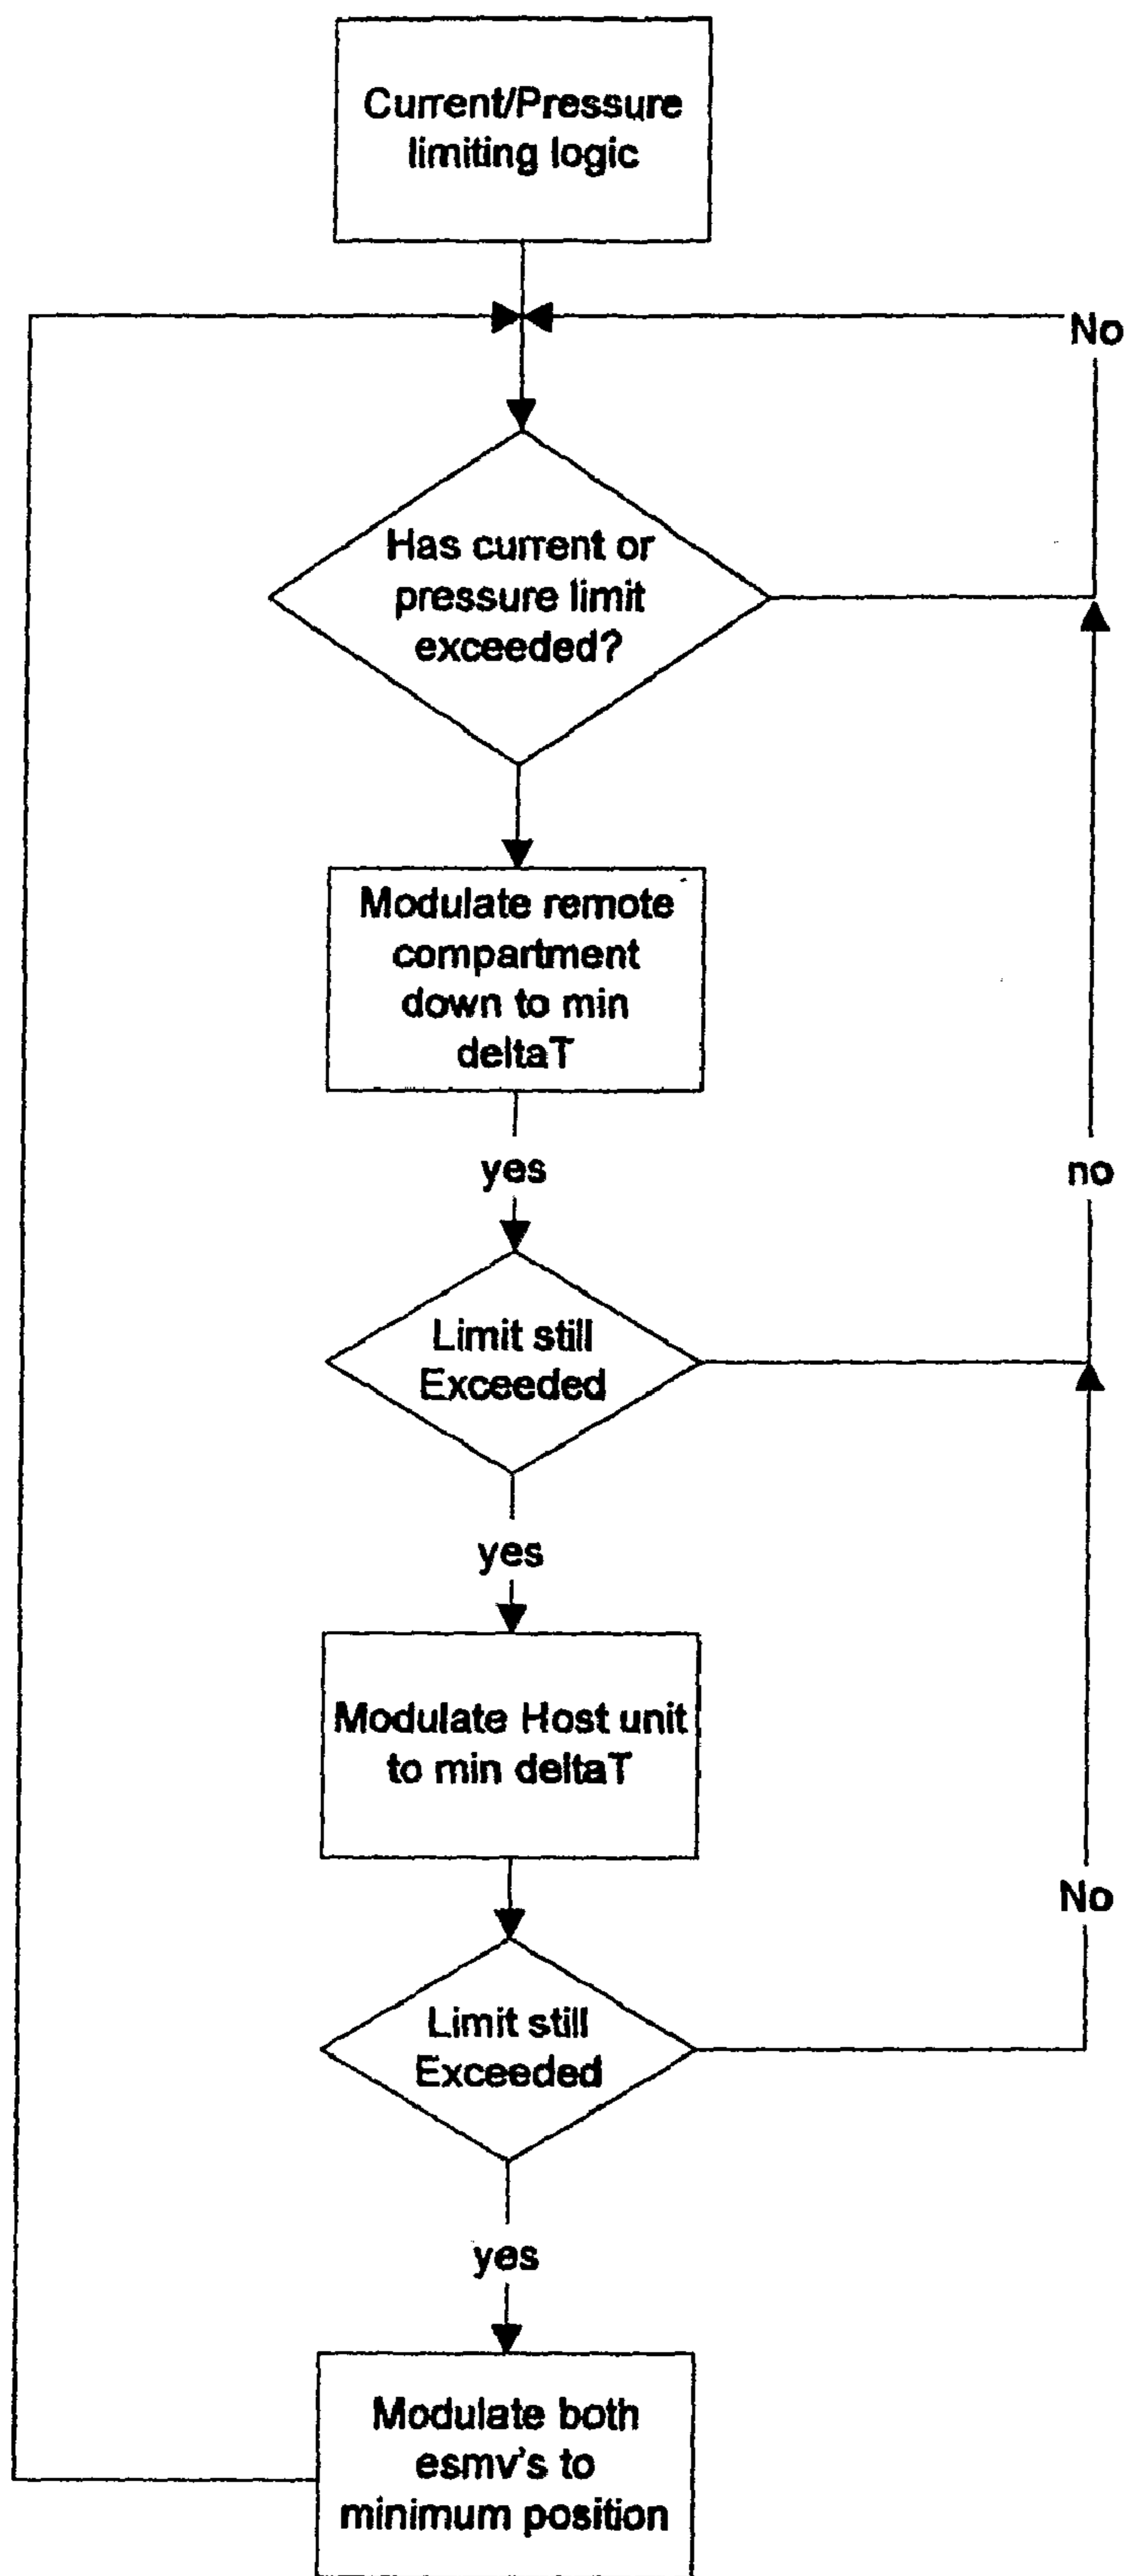 Current/Pressure
limiting logic
No
Has current or
pressure limit
exceeded?
Modulate remote
compartment
down to min
deltaT
yes
no
Limit still
Exceeded
yes
Modulate Host unit
to min deltaT
No
Limit still
Exceeded
yes
Modulate both
esmv's to
minimum position